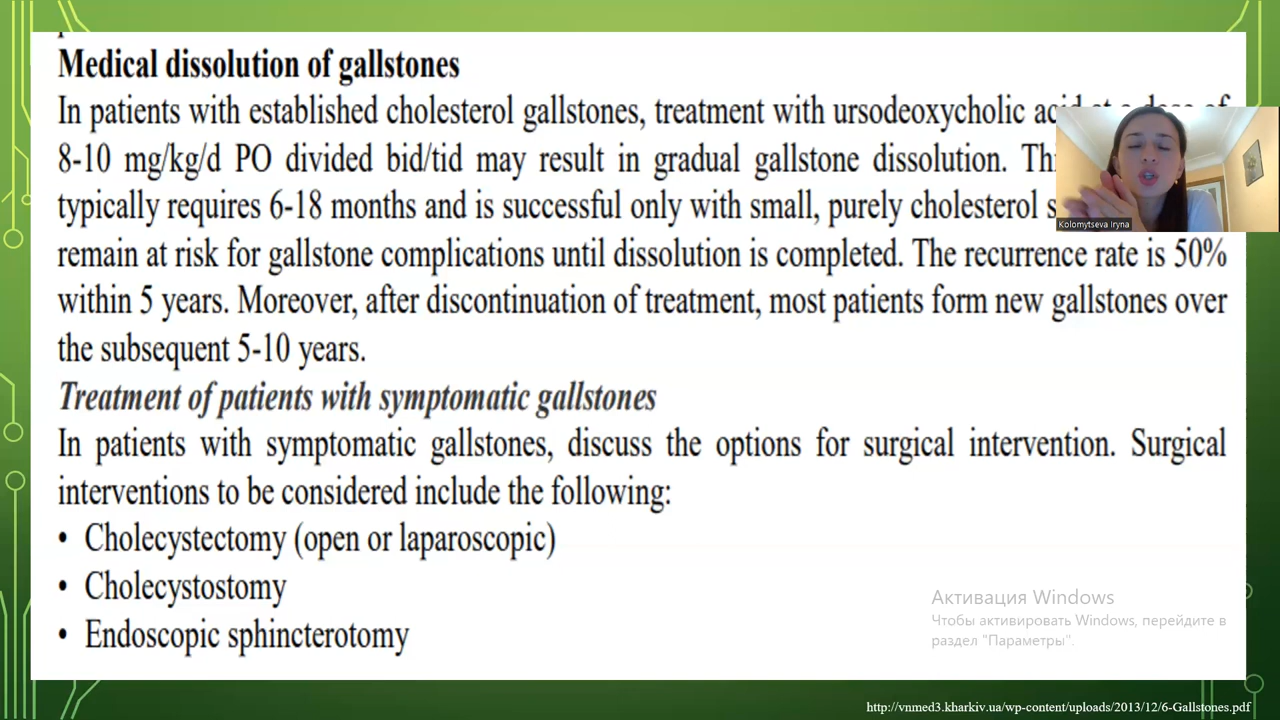 Medical dissolution of gallstones
In patients with established cholesterol gallstones, treatment with ursodeoxycholic
8-10 mg/kg/d PO divided bid/tid may result in gradual gallstone dissolution.
typically requires 6-18 months and is successful only with small, purely cholesterol
remain at risk for gallstone complications until dissolution is completed. The recurrence rate is 50%
within 5 years. Moreover, after discontinuation of treatment, most patients form new gallstones over
the subsequent 5-10 years.
Treatment of patients with symptomatic gallstones
In patients with symptomatic gallstones, discuss the options for surgical intervention. Surgical
interventions to be considered include the following:
• Cholecystectomy (open or laparoscopic)
• Cholecystostomy
• Endoscopic sphincterotomy
Kolomytseva Iryna
Активация Windows
Чтобы активировать Windows, перейдите в
раздел "Параметры".
http://vnmed3.kharkiv.ua/wp-content/uploads/2013/12/6-Gallstones.pdf